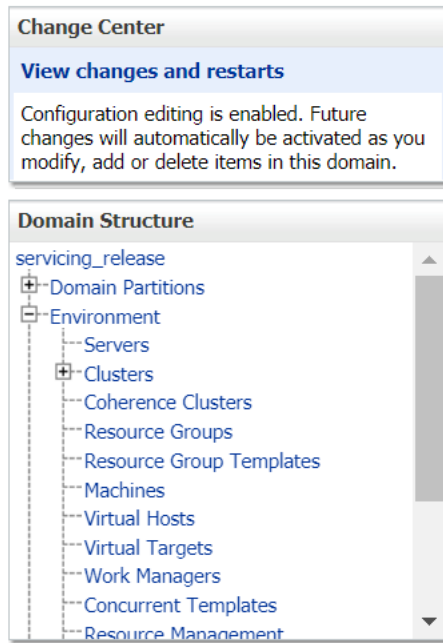 Change Center
View changes and restarts
Configuration editing is enabled. Future
changes will automatically be activated as you
modify, add or delete items in this domain.
Domain Structure
servicing_release
Domain Partitions
Environment
Servers
Clusters
Coherence Clusters
Resource Groups
Resource Group Templates
Machines
Virtual Hosts
Virtual Targets
Work Managers
Concurrent Templates
Resource Management